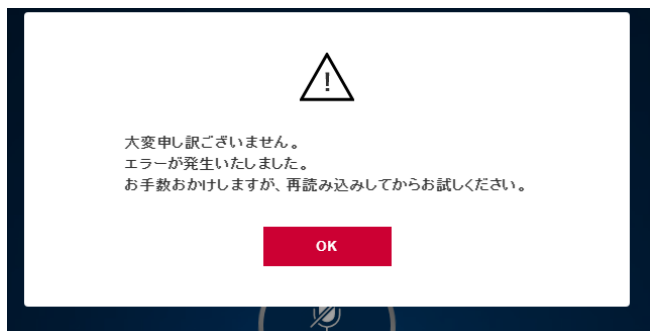 大変申し訳ございません。
エラーが発生いたしました。
お手数おかけしますが、再読み込みしてからお試しください。
OK